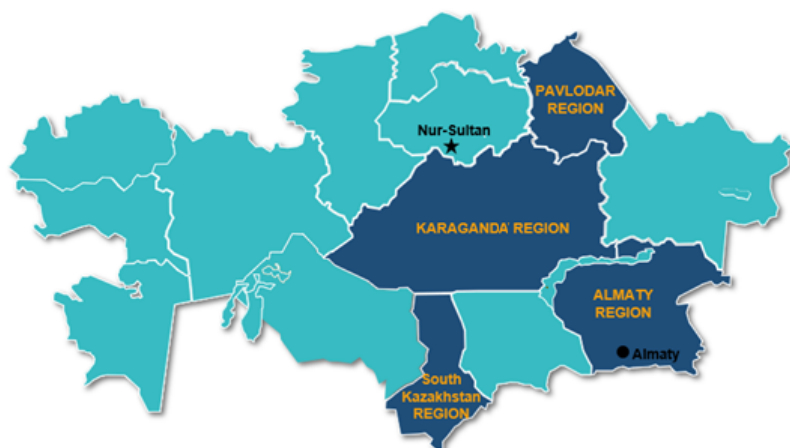 PAVLODAR
REGION
Nur-Sultan
KARAGANDA REGION
ALMATY
REGION
Almaty
South
Kazakhstan
REGION